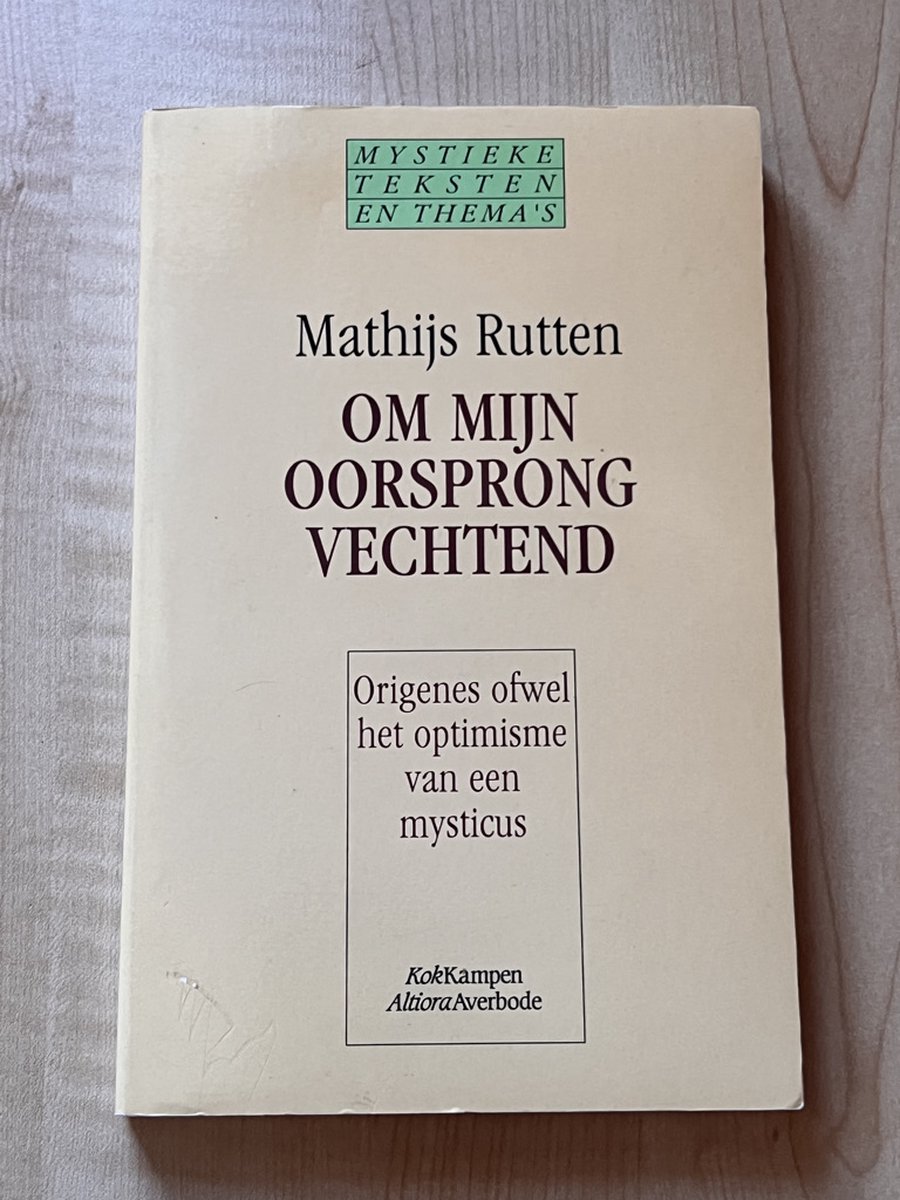 MYSTIEKE
TEKSTEN
EN THEMA'S
Mathijs Rutten
OM MIJN
OORSPRONG
VECHTEND
Origenes ofwel
het optimisme
van een
mysticus
KokKampen
AltioraAverbode